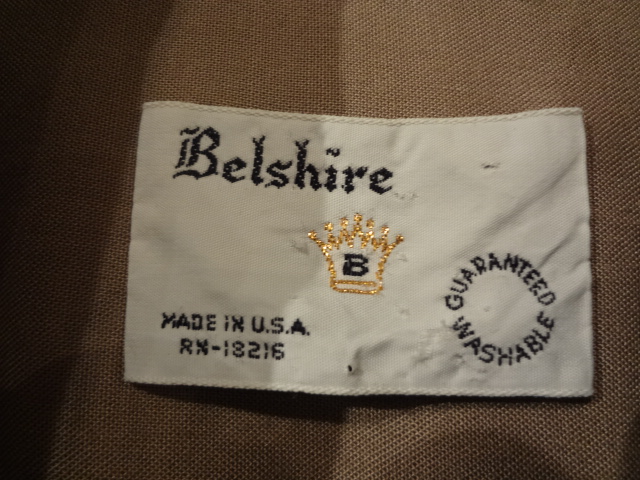 Belshire
B
MADE IN U.S.A.
RN-18216
GUARANTEED
WASHABLE